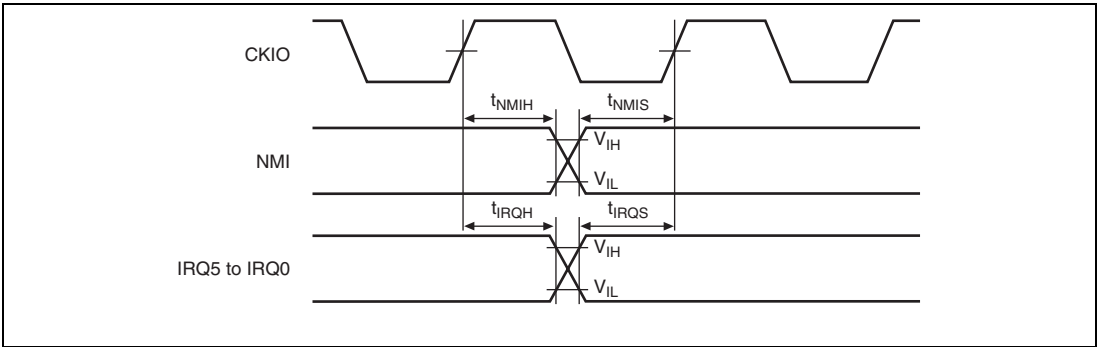 CKIO
tNMIH tNMIS
VIH
NMI
VIL
tIRQH tIRQS
VIH
IRQ5 to IRQ0
VIL